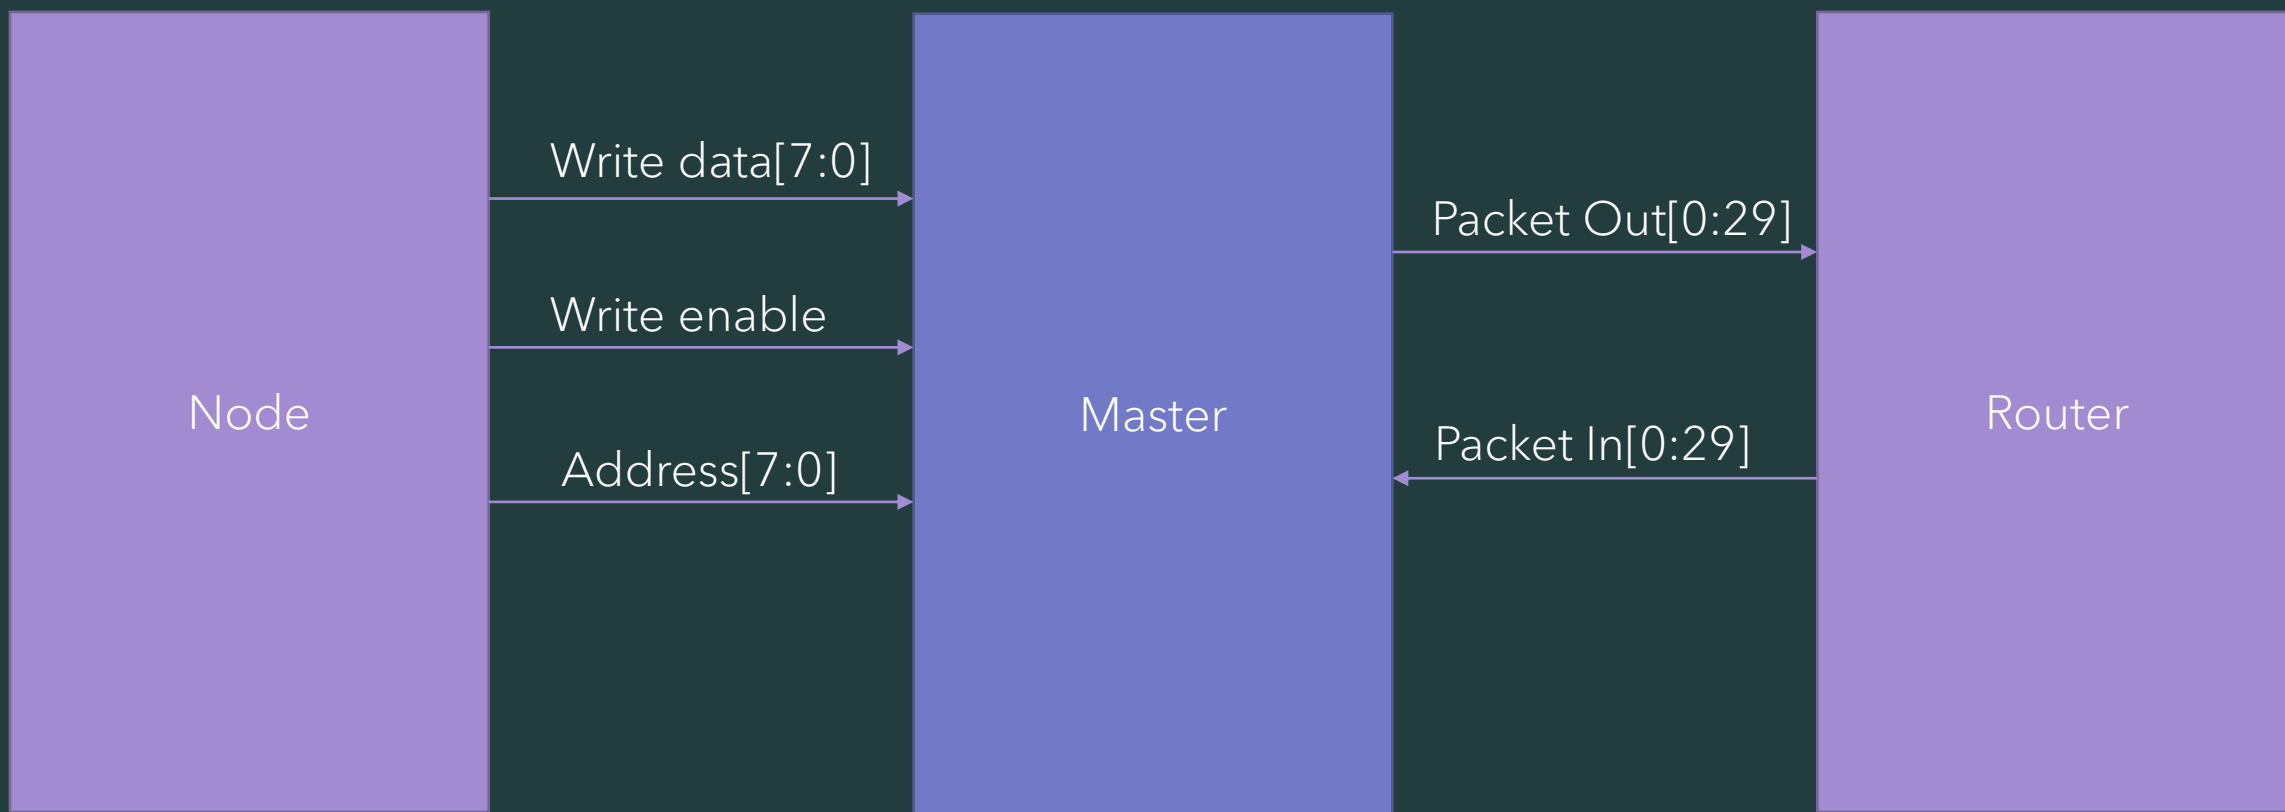 Write data[7:0]
Packet Out[0:29]
Write enable
Node
Master
Router
Packet In[0:29]
Address[7:0]